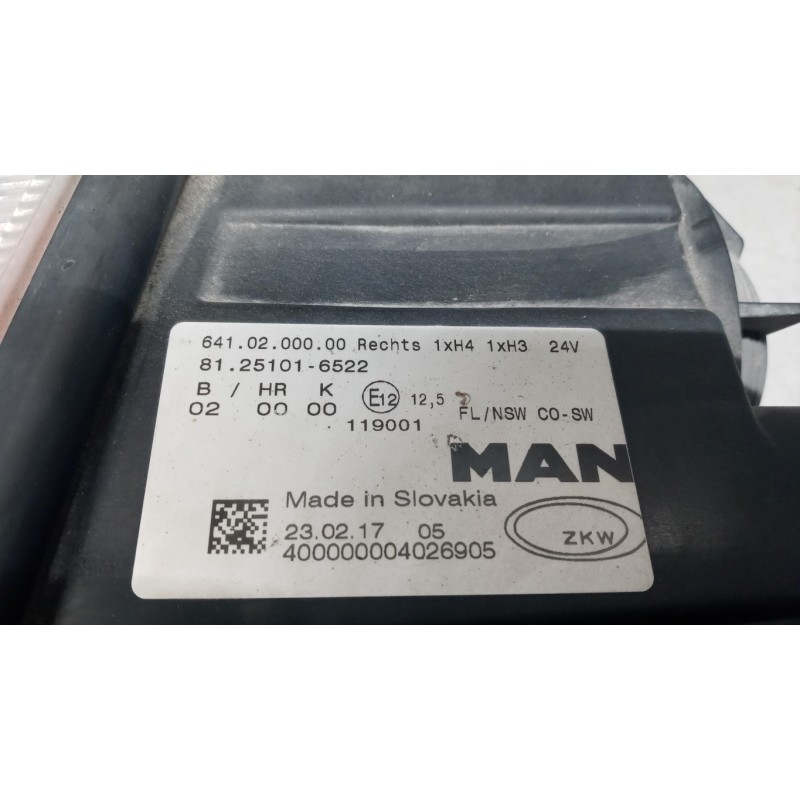 641.02.000.00 Rechts 1xH4 1xH3 24V
81.25101-6522
B / HR K
02 00 00 E12 12,5
119001
FL/NSW CO-SW
MAN
Made in Slovakia
23.02.17 05
400000004026905
ZKW